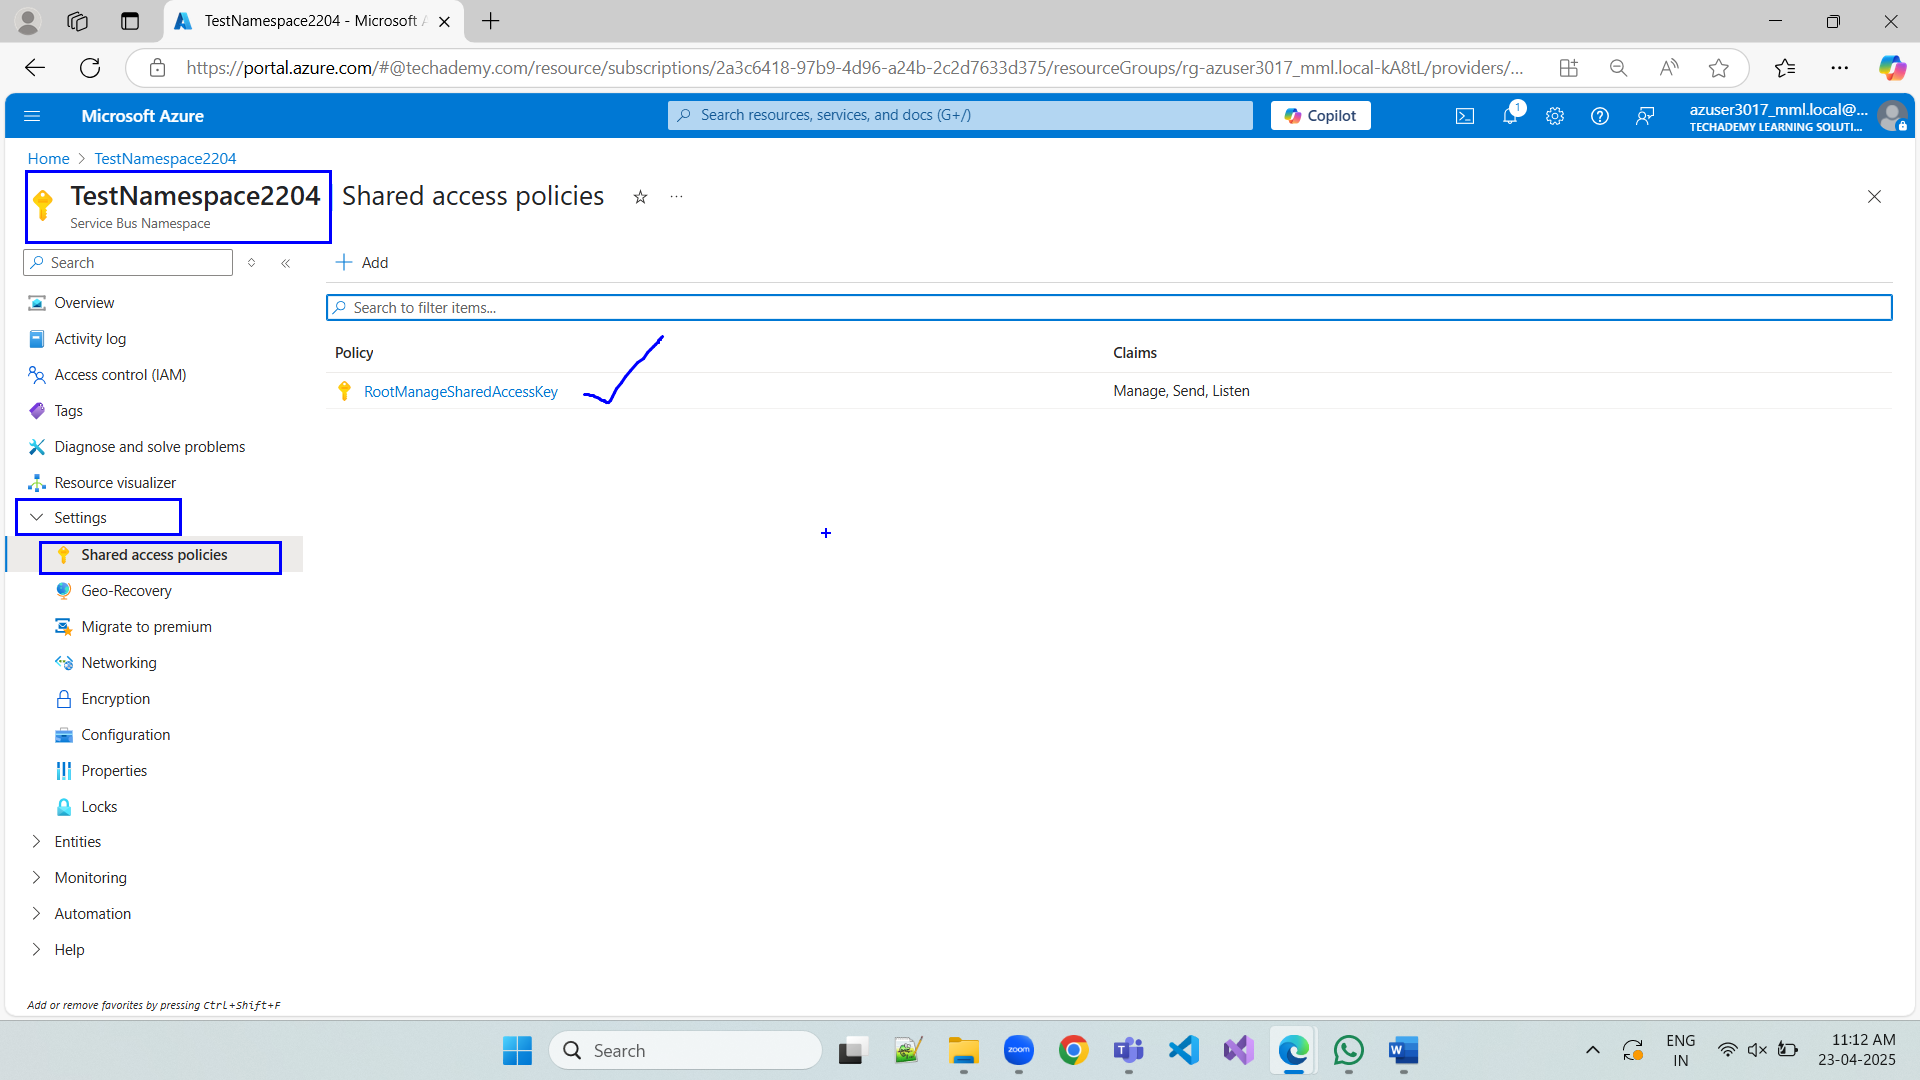 TestNamespace2204 - Microsoft A
https://portal.azure.com/#@techademy.com/resource/subscriptions/2a3c6418-97b9-4d96-a24b-2c2d7633d375/resourceGroups/rg-azuser3017_mml.local-kA8tL/providers/...
Microsoft Azure
Search resources, services, and docs (G+/)
Copilot
1
azuser3017_mml.local@...
TECHADEMY LEARNING SOLUTI...
Home > TestNamespace2204
TestNamespace2204 | Shared access policies
Service Bus Namespace
Search
Add
Overview
Activity log
Access control (IAM)
Tags
Diagnose and solve problems
Resource visualizer
Settings
Shared access policies
Geo-Recovery
Migrate to premium
Networking
Encryption
Configuration
Properties
Locks
Entities
Monitoring
Automation
Help
Add or remove favorites by pressing Ctrl+Shift+F
Search to filter items...
Policy Claims
RootManageSharedAccessKey Manage, Send, Listen
Search
zoom
ENG
IN
11:12 AM
23-04-2025